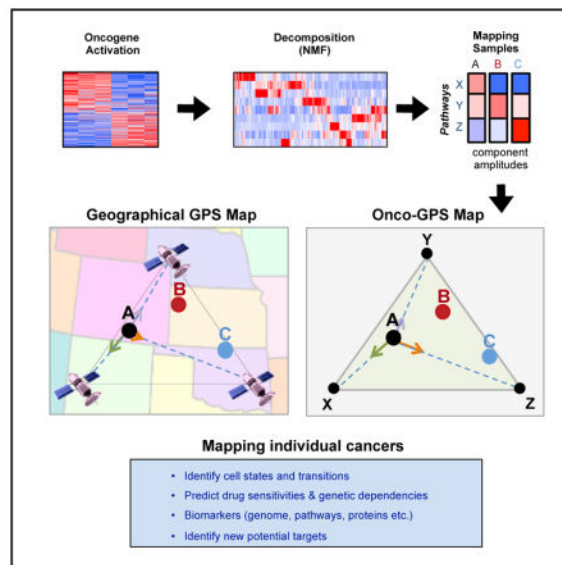 Oncogene
Activation
Decomposition
(NMF)
Mapping
Samples
A B C
Pathways
X
Y
Z
component
amplitudes
Geographical GPS Map
Onco-GPS Map
B
A
C
Y
B
A
C
X
Z
Mapping individual cancers
• Identify cell states and transitions
• Predict drug sensitivities & genetic dependencies
• Biomarkers (genome, pathways, proteins etc.)
• Identify new potential targets